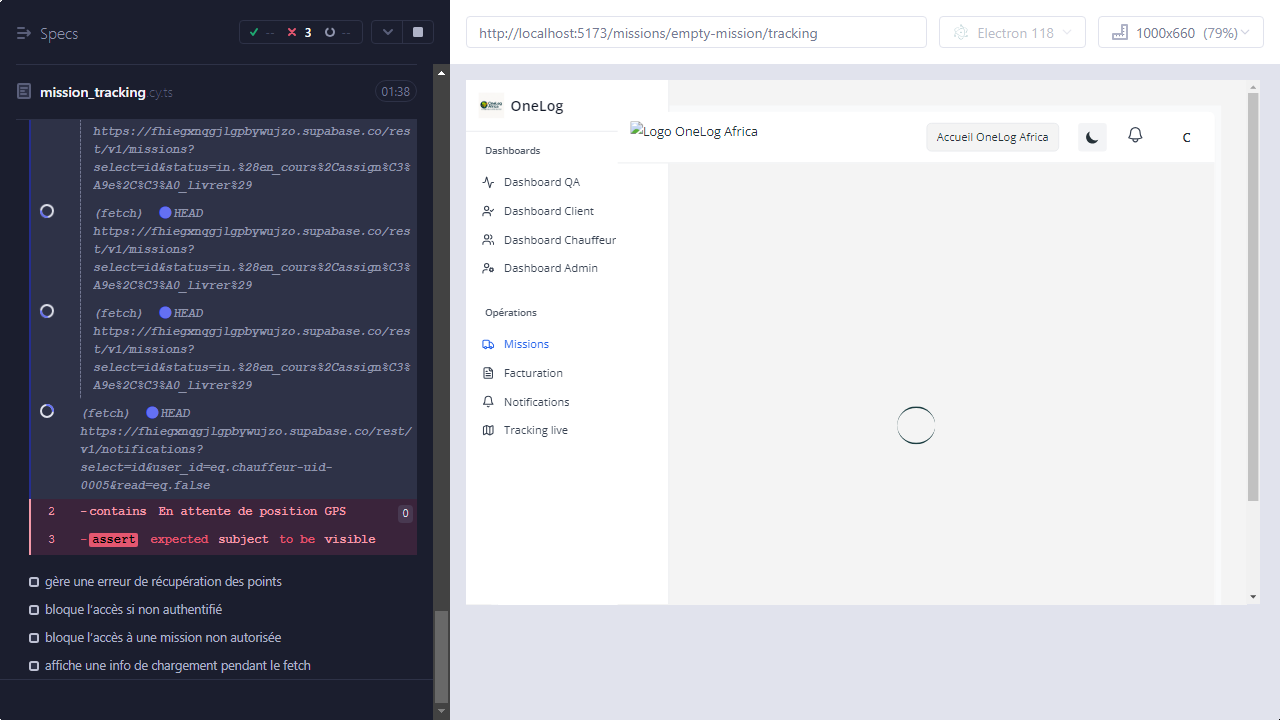 Specs
--
3
--
mission_tracking.cy.ts
01:38
https://fhiegxnqgjlgpbywujzo.supabase.co/res
t/v1/missions?
select=id&status=in.%28en_cours%2Cassign%C3%
A9e%2C%C3%A0_livrer%29
(fetch) HEAD
https://fhiegxnqgjlgpbywujzo.supabase.co/res
t/v1/missions?
select=id&status=in.%28en_cours%2Cassign%C3%
A9e%2C%C3%A0_livrer%29
(fetch) HEAD
https://fhiegxnqgjlgpbywujzo.supabase.co/res
t/v1/missions?
select=id&status=in.%28en_cours%2Cassign%C3%
A9e%2C%C3%A0_livrer%29
(fetch) HEAD
https://fhiegxnqgjlgpbywujzo.supabase.co/rest/
v1/notifications?
select=id&user_id=eq.chauffeur-uid-
0005&read=eq.false
2 -contains En attente de position GPS 0
3 -assert expected subject to be visible
gère une erreur de récupération des points
bloque l'accès si non authentifié
bloque l'accès à une mission non autorisée
affiche une info de chargement pendant le fetch
http://localhost:5173/missions/empty-mission/tracking
Electron 118
1000x660 (79%)
OneLog
Logo OneLog Africa
Accueil OneLog Africa
C
Dashboards
Dashboard QA
Dashboard Client
Dashboard Chauffeur
Dashboard Admin
Opérations
Missions
Facturation
Notifications
Tracking live